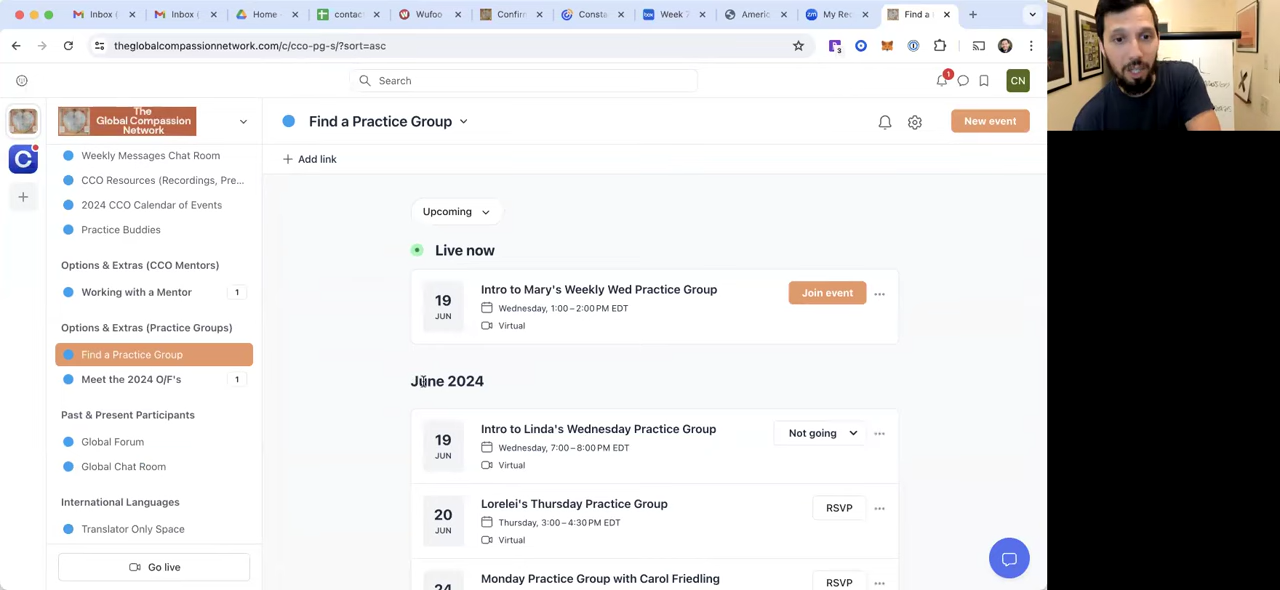 Inbox (
Inbox (
Home
contac
Wufoo
Confir
Consta
Week 7
Americ
My Rec
Find a
theglobalcompassionnetwork.com/c/cco-pg-s/?sort=asc
3
Search
1
CN
The
Global Compassion
Network
Find a Practice Group
New event
Add link
Weekly Messages Chat Room
CCO Resources (Recordings, Pre...
2024 CCO Calendar of Events
Practice Buddies
Options & Extras (CCO Mentors)
Working with a Mentor 1
Options & Extras (Practice Groups)
Find a Practice Group
Meet the 2024 O/F's 1
Past & Present Participants
Global Forum
Global Chat Room
International Languages
Translator Only Space
Go live
Upcoming
Live now
19 JUN
Intro to Mary's Weekly Wed Practice Group
Wednesday, 1:00 – 2:00 PM EDT
Virtual
Join event
June 2024
19 JUN
Intro to Linda's Wednesday Practice Group
Wednesday, 7:00 – 8:00 PM EDT
Virtual
Not going
20 JUN
Lorelei's Thursday Practice Group
Thursday, 3:00 – 4:30 PM EDT
Virtual
RSVP
24
Monday Practice Group with Carol Friedling
RSVP